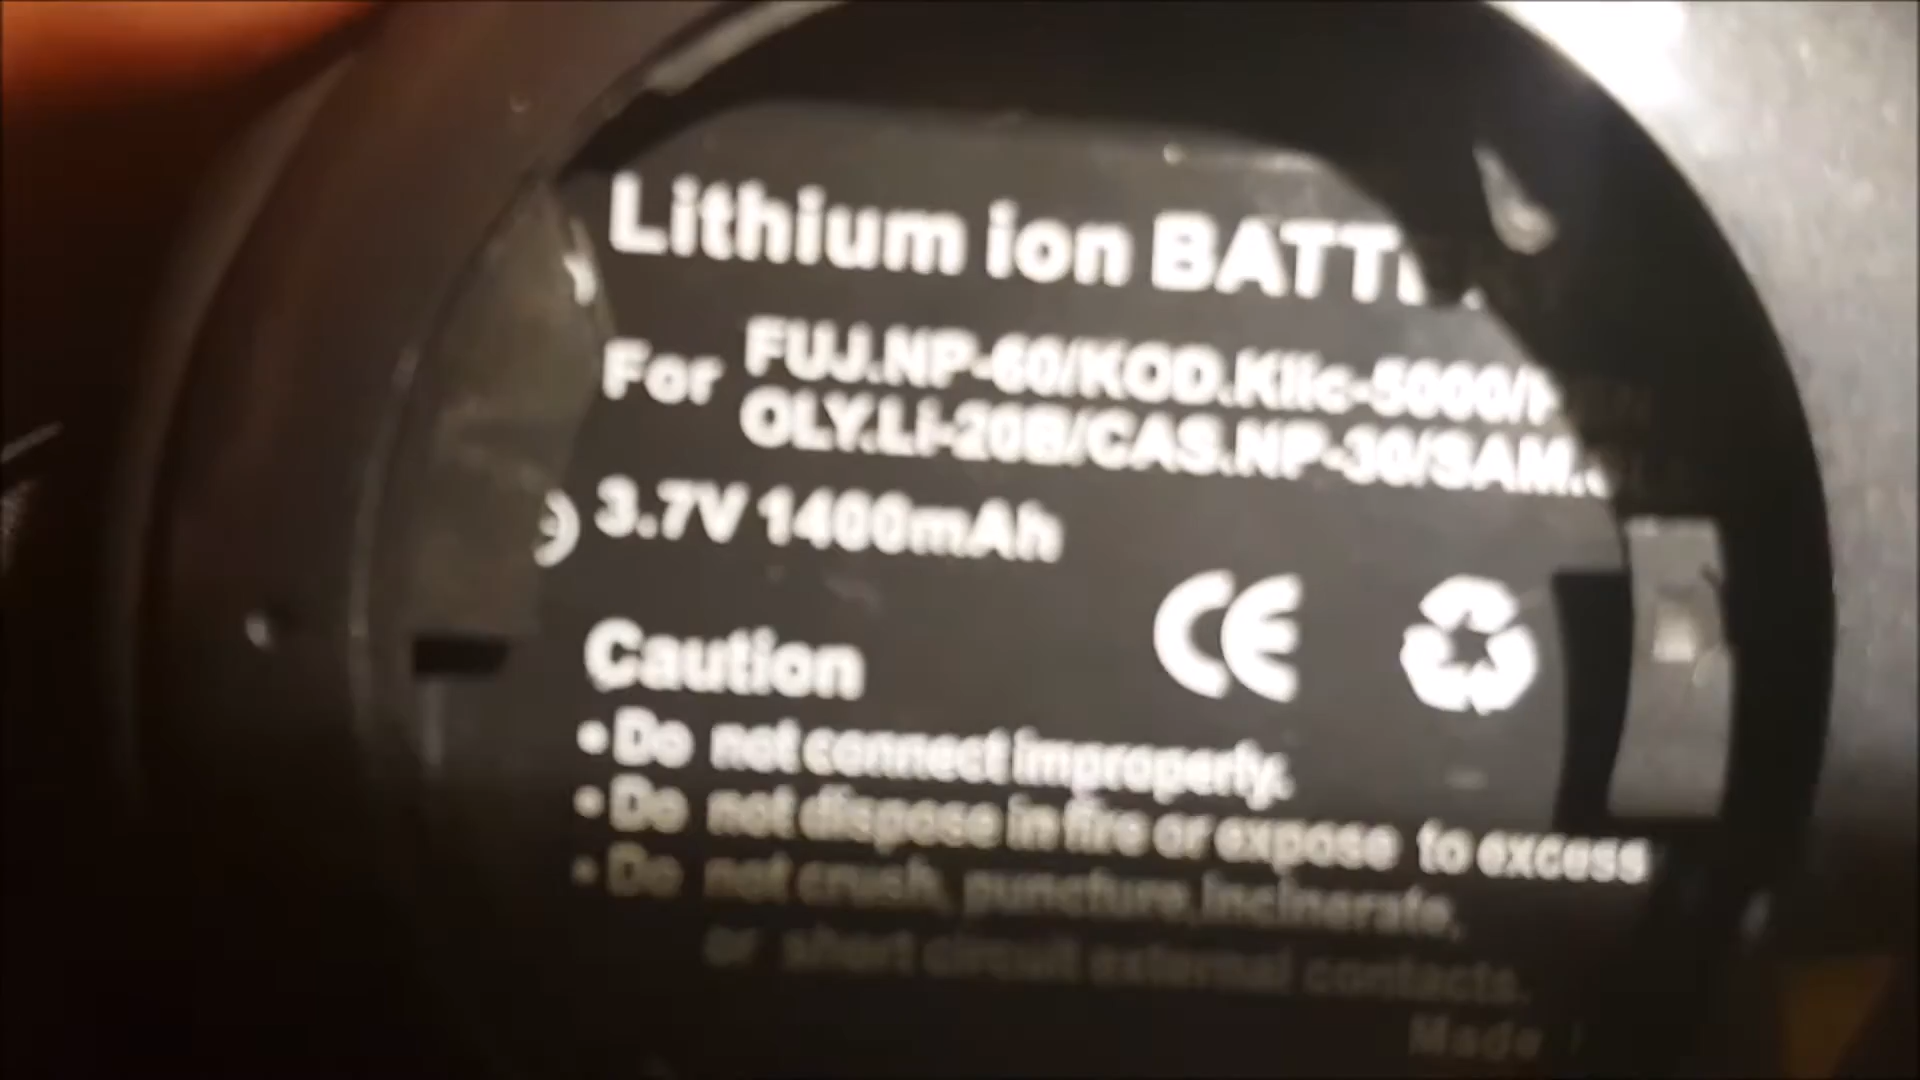 Lithium ion BATT
For FUJ.NP-60/KOD.Klic-5000/
OLY.Li-20B/CAS.NP-30/SAM.
3.7V 1400mAh
CE
Caution
• Do not connect improperly.
• Do not dispose in fire or expose to excess
• Do not crush, puncture,incinerate,
or short circuit external contacts.
Made